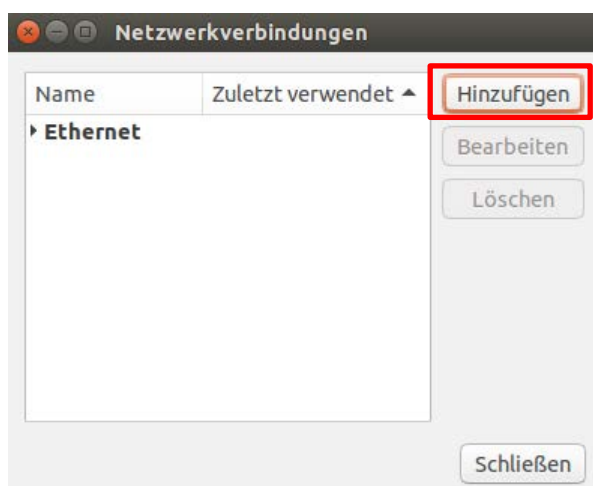 Netzwerkverbindungen
Name Zuletzt verwendet Hinzufügen
Ethernet
Bearbeiten
Löschen
Schließen